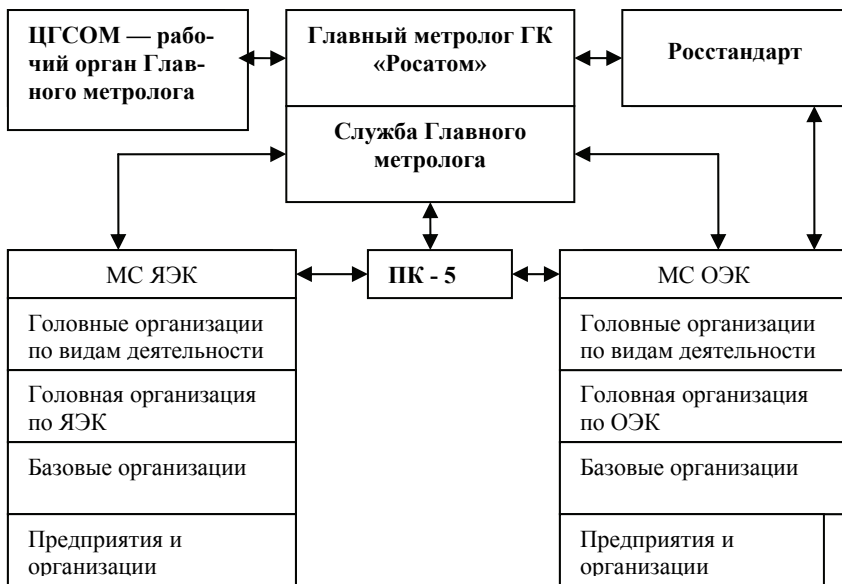 ЦГСОМ — рабо-
чий орган Глав-
ного метролога
Главный метролог ГК
«Росатом»
Росстандарт
Служба Главного
метролога
МС ЯЭК
ПК - 5
МС ОЭК
Головные организации
по видам деятельности
Головные организации
по видам деятельности
Головная организация
по ЯЭК
Головная организация
по ОЭК
Базовые организации
Базовые организации
Предприятия и
организации
Предприятия и
организации